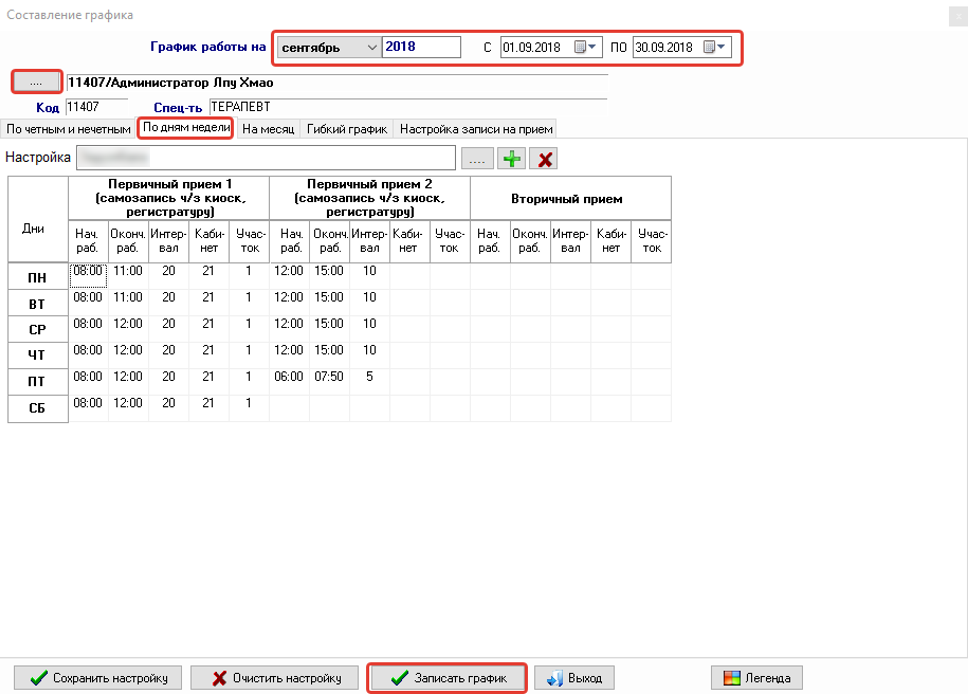 Составление графика
График работы на сентябрь 2018 С 01.09.2018 ПО 30.09.2018
.... 11407/Администратор Лпу Хмао
Код 11407 Спец-ть ТЕРАПЕВТ
По четным и нечетным По дням недели На месяц Гибкий график Настройка записи на прием
Настройка ....
Первичный прием 1 (самозапись ч/з киоск, регистратуру) Первичный прием 2 (самозапись ч/з киоск, регистратуру) Вторичный прием
Дни Нач. раб. Оконч. раб. Интер-вал Каби-нет Учас-ток Нач. раб. Оконч. раб. Интер-вал Каби-нет Учас-ток Нач. раб. Оконч. раб. Интер-вал Каби-нет Учас-ток
ПН 08:00 11:00 20 21 1 12:00 15:00 10
ВТ 08:00 11:00 20 21 1 12:00 15:00 10
СР 08:00 12:00 20 21 1 12:00 15:00 10
ЧТ 08:00 12:00 20 21 1 12:00 15:00 10
ПТ 08:00 12:00 20 21 1 06:00 07:50 5
СБ 08:00 12:00 20 21 1
Сохранить настройку Очистить настройку Записать график Выход Легенда